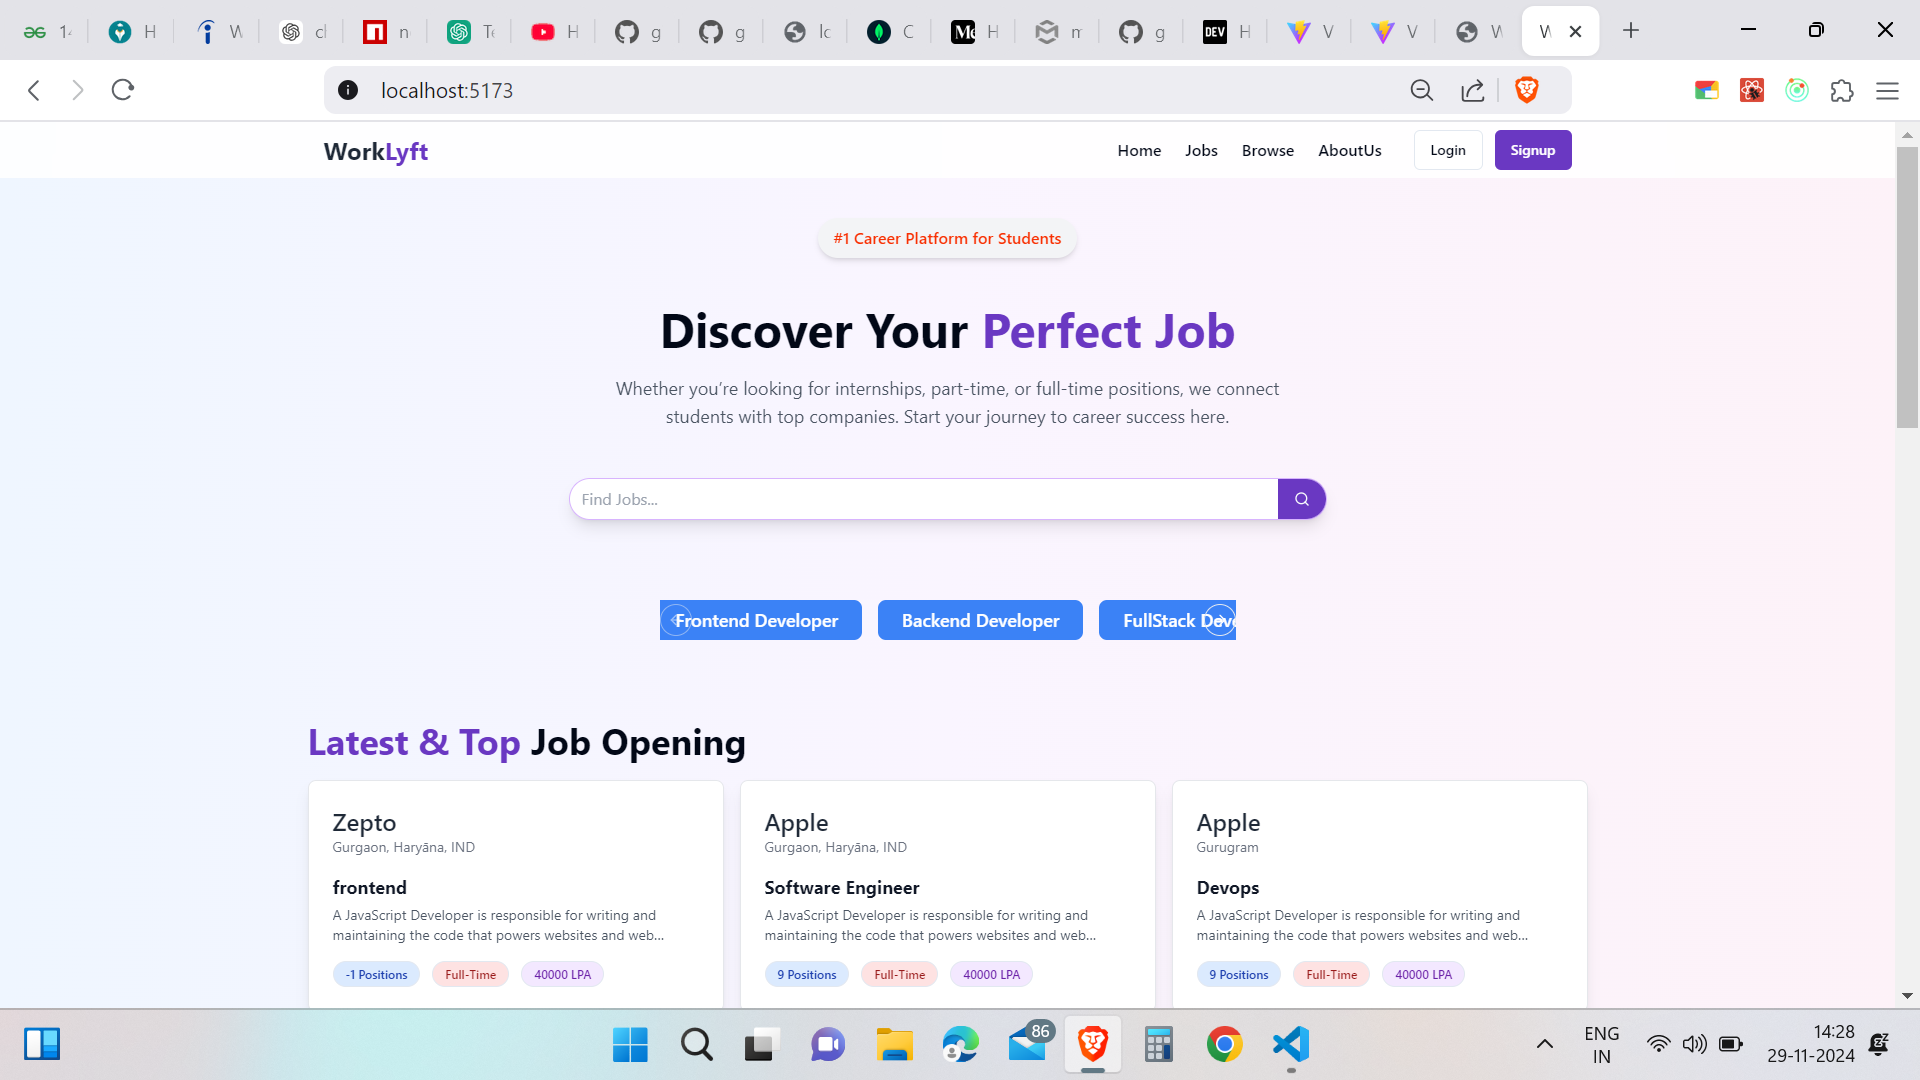 localhost:5173
WorkLyft
Home Jobs Browse AboutUs Login Signup
#1 Career Platform for Students
Discover Your Perfect Job
Whether you’re looking for internships, part-time, or full-time positions, we connect
students with top companies. Start your journey to career success here.
Find Jobs...
Frontend Developer Backend Developer FullStack Deve
Latest & Top Job Opening
Zepto
Gurgaon, Haryāna, IND
frontend
A JavaScript Developer is responsible for writing and
maintaining the code that powers websites and web...
-1 Positions Full-Time 40000 LPA
Apple
Gurgaon, Haryāna, IND
Software Engineer
A JavaScript Developer is responsible for writing and
maintaining the code that powers websites and web...
9 Positions Full-Time 40000 LPA
Apple
Gurugram
Devops
A JavaScript Developer is responsible for writing and
maintaining the code that powers websites and web...
9 Positions Full-Time 40000 LPA
86
ENG
IN
14:28
29-11-2024